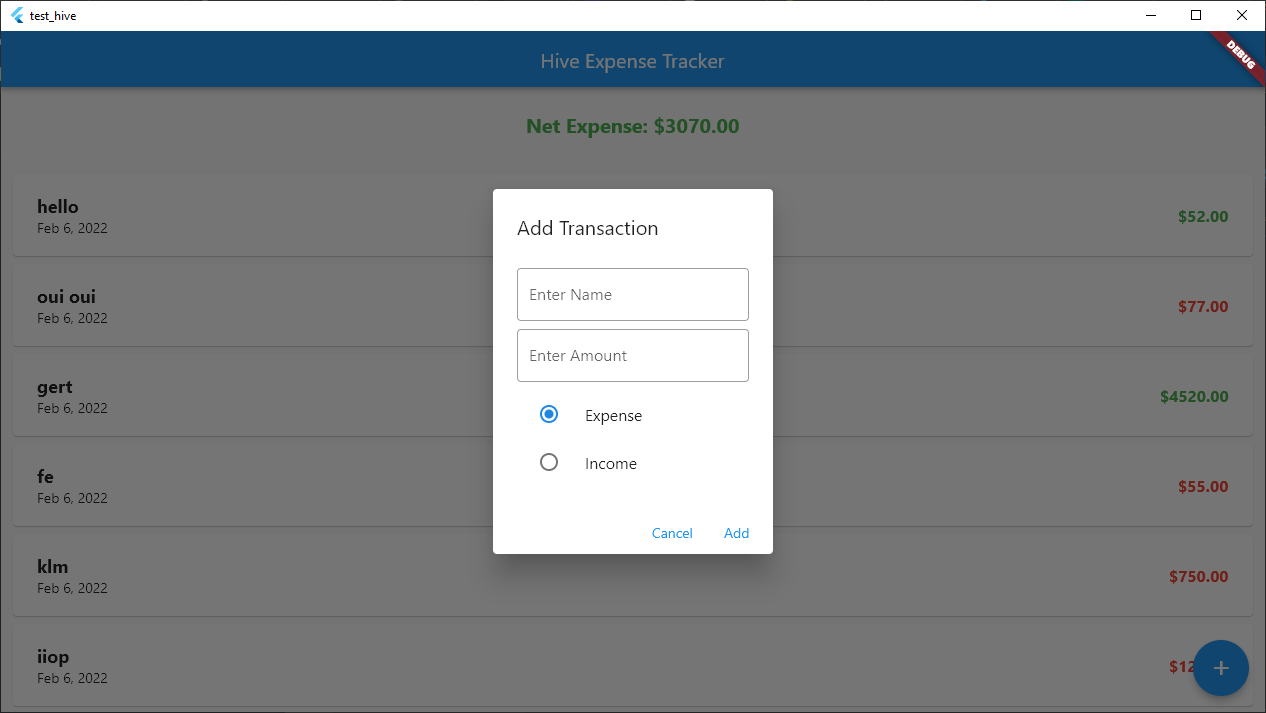 test_hive
Hive Expense Tracker
DEBUG
Net Expense: $3070.00
hello
Feb 6, 2022
$52.00
oui oui
Feb 6, 2022
$77.00
gert
Feb 6, 2022
$4520.00
fe
Feb 6, 2022
$55.00
klm
Feb 6, 2022
$750.00
iiop
Feb 6, 2022
Add Transaction
Enter Name
Enter Amount
Expense
Income
Cancel Add